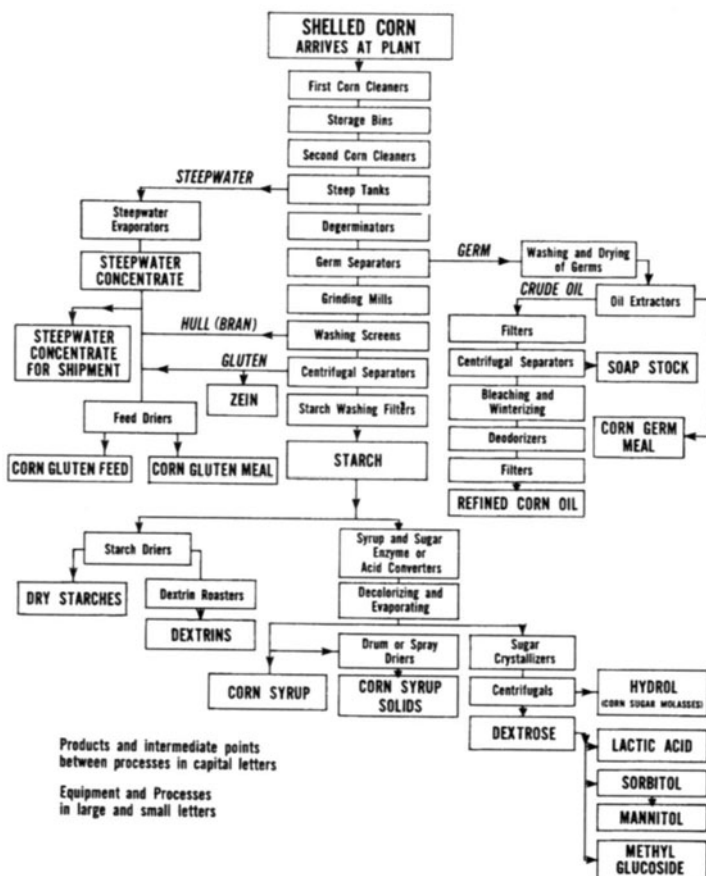 SHELLED CORN
ARRIVES AT PLANT
First Corn Cleaners
Storage Bins
Second Corn Cleaners
STEEPWATER
Steep Tanks
Steepwater
Evaporators
Degerminators
STEEPWATER
CONCENTRATE
Germ Separators
GERM
Washing and Drying
of Germs
Grinding Mills
CRUDE OIL
Oil Extractors
STEEPWATER
CONCENTRATE
FOR SHIPMENT
HULL (BRAN)
Washing Screens
Filters
GLUTEN
Centrifugal Separators
Centrifugal Separators
SOAP STOCK
ZEIN
Starch Washing Filters
Bleaching and
Winterizing
Feed Driers
Deodorizers
CORN GERM
MEAL
CORN GLUTEN FEED
CORN GLUTEN MEAL
STARCH
Filters
REFINED CORN OIL
Starch Driers
Syrup and Sugar
Enzyme or
Acid Converters
DRY STARCHES
Dextrin Roasters
Decolorizing and
Evaporating
DEXTRINS
Drum or Spray
Driers
Sugar
Crystallizers
CORN SYRUP
CORN SYRUP
SOLIDS
Centrifugals
HYDROL
(CORN SUGAR MOLASSES)
DEXTROSE
LACTIC ACID
SORBITOL
MANNITOL
METHYL
GLUCOSIDE
Products and intermediate points
between processes in capital letters
Equipment and Processes
in large and small letters